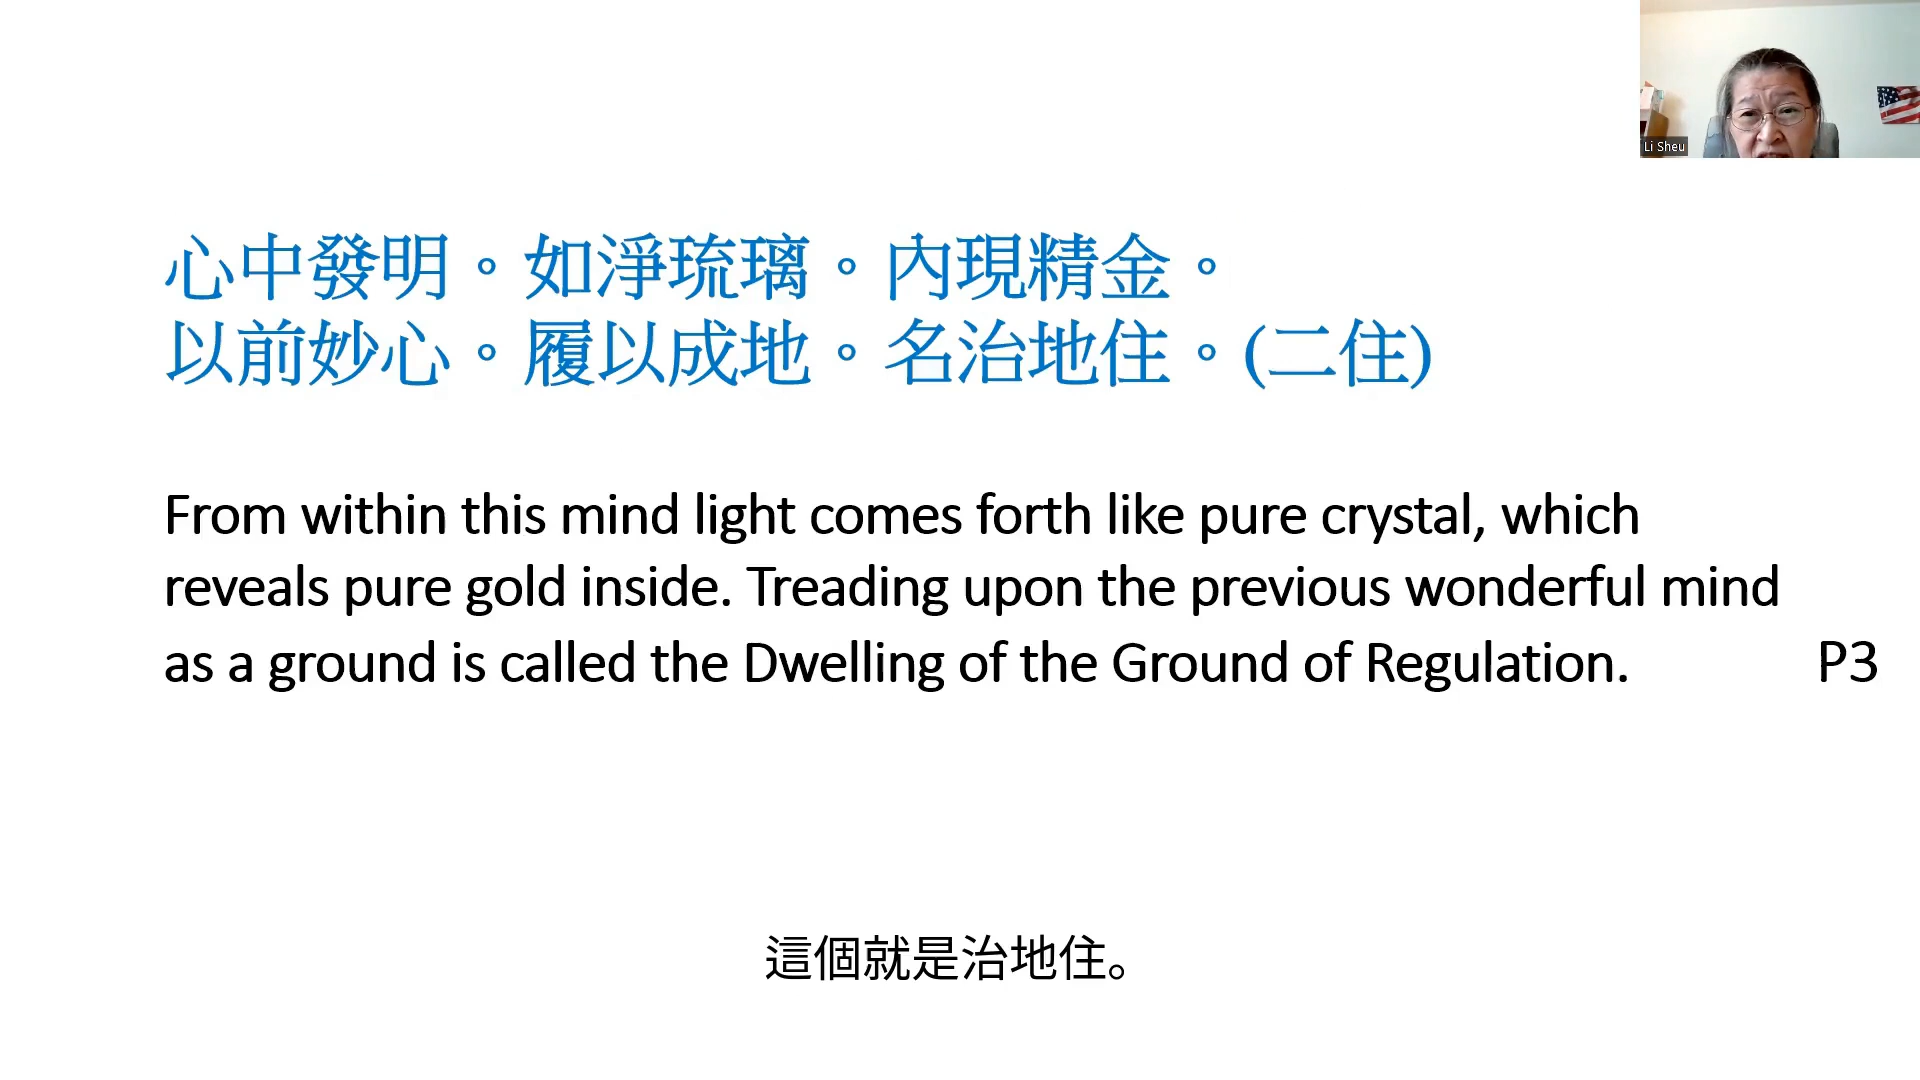 Li Sheu
心中發明。如淨琉璃。內現精金。
以前妙心。履以成地。名治地住。(二住)
From within this mind light comes forth like pure crystal, which
reveals pure gold inside. Treading upon the previous wonderful mind
as a ground is called the Dwelling of the Ground of Regulation. P3
這個就是治地住。